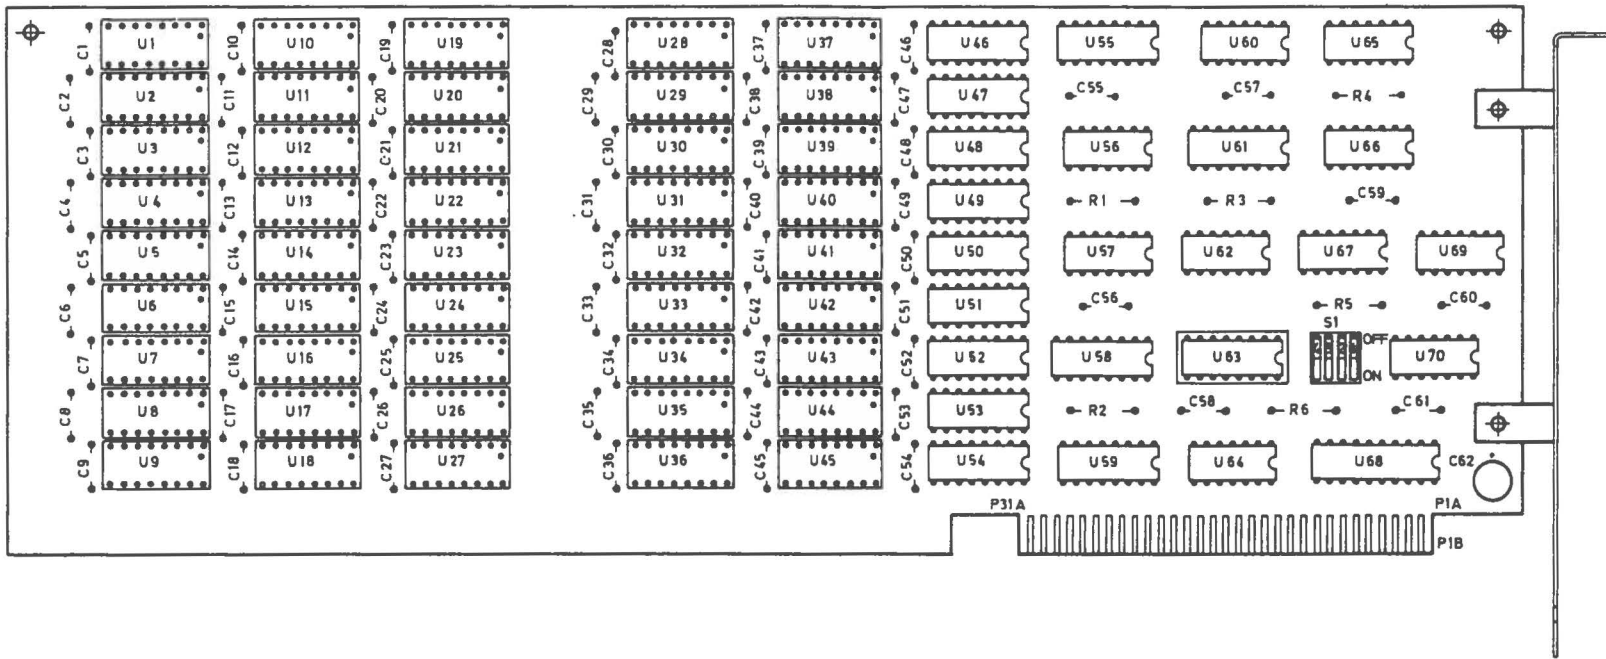 C1 U1 C10 U10 C19 U19 C28 U28 C37 U37 C46 U46 U55 U60 U65
C2 U2 C11 U11 C20 U20 C29 U29 C38 U38 C47 U47 C55 C57 R4
C3 U3 C12 U12 C21 U21 C30 U30 C39 U39 C48 U48 U56 U61 U66
C4 U4 C13 U13 C22 U22 C31 U31 C40 U40 C49 U49 R1 R3 C59
C5 U5 C14 U14 C23 U23 C32 U32 C41 U41 C50 U50 U57 U62 U67 U69
C6 U6 C15 U15 C24 U24 C33 U33 C42 U42 C51 U51 C56 R5 C60
S1
OFF
C7 U7 C16 U16 C25 U25 C34 U34 C43 U43 C52 U52 U58 U63 U70
ON
C8 U8 C17 U17 C26 U26 C35 U35 C44 U44 C53 U53 R2 C58 R6 C61
C9 U9 C18 U18 C27 U27 C36 U36 C45 U45 C54 U54 U59 U64 U68 C62 +
P31A P1A
P1B